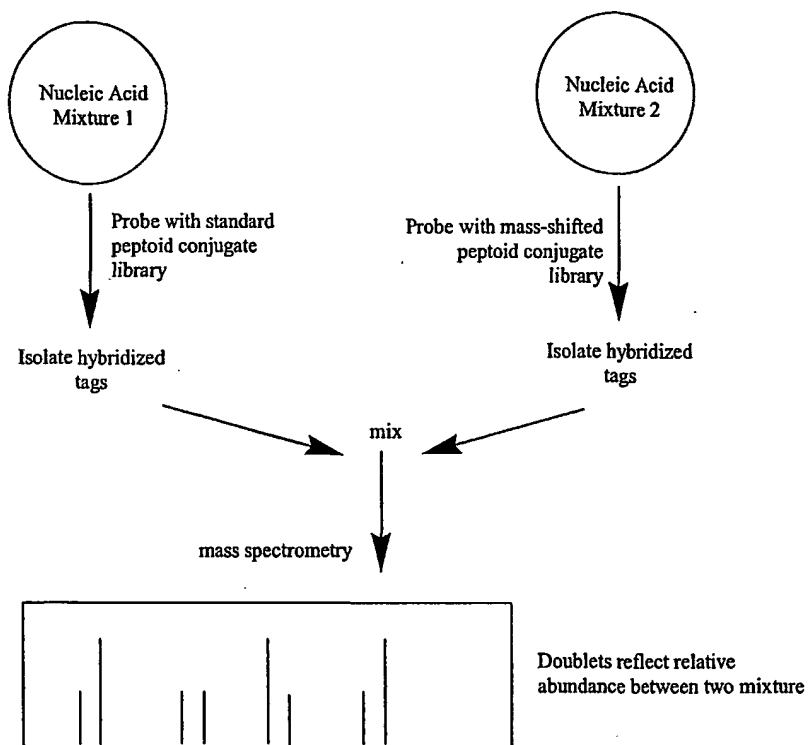 Nucleic Acid
Mixture 1
Nucleic Acid
Mixture 2
Probe with standard
peptoid conjugate
library
Probe with mass-shifted
peptoid conjugate
library
Isolate hybridized
tags
Isolate hybridized
tags
mix
mass spectrometry
Doublets reflect relative
abundance between two mixture